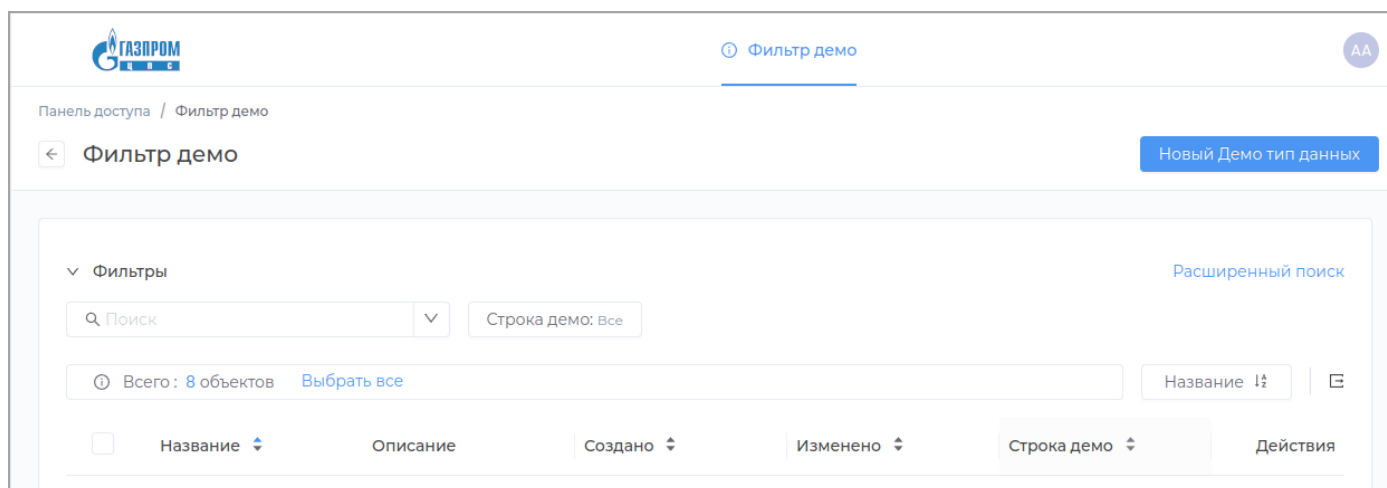 ГАЗПРОМ
ЦПС
Фильтр демо
АА
Панель доступа / Фильтр демо
Фильтр демо
Новый Демо тип данных
Фильтры
Расширенный поиск
Поиск
Строка демо: Все
Всего : 8 объектов Выбрать все
Название
Название Описание Создано Изменено Строка демо Действия